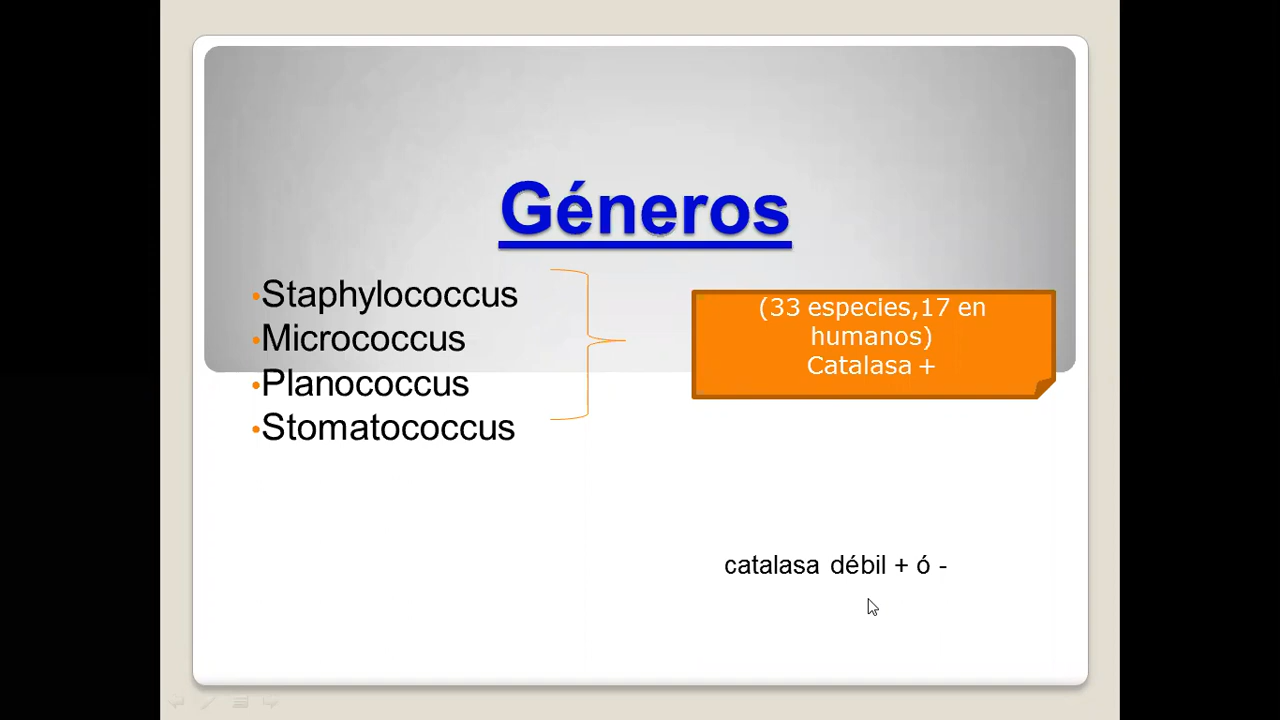 Géneros
•Staphylococcus
•Micrococcus
•Planococcus
•Stomatococcus
(33 especies,17 en
humanos)
Catalasa +
catalasa débil + ó -